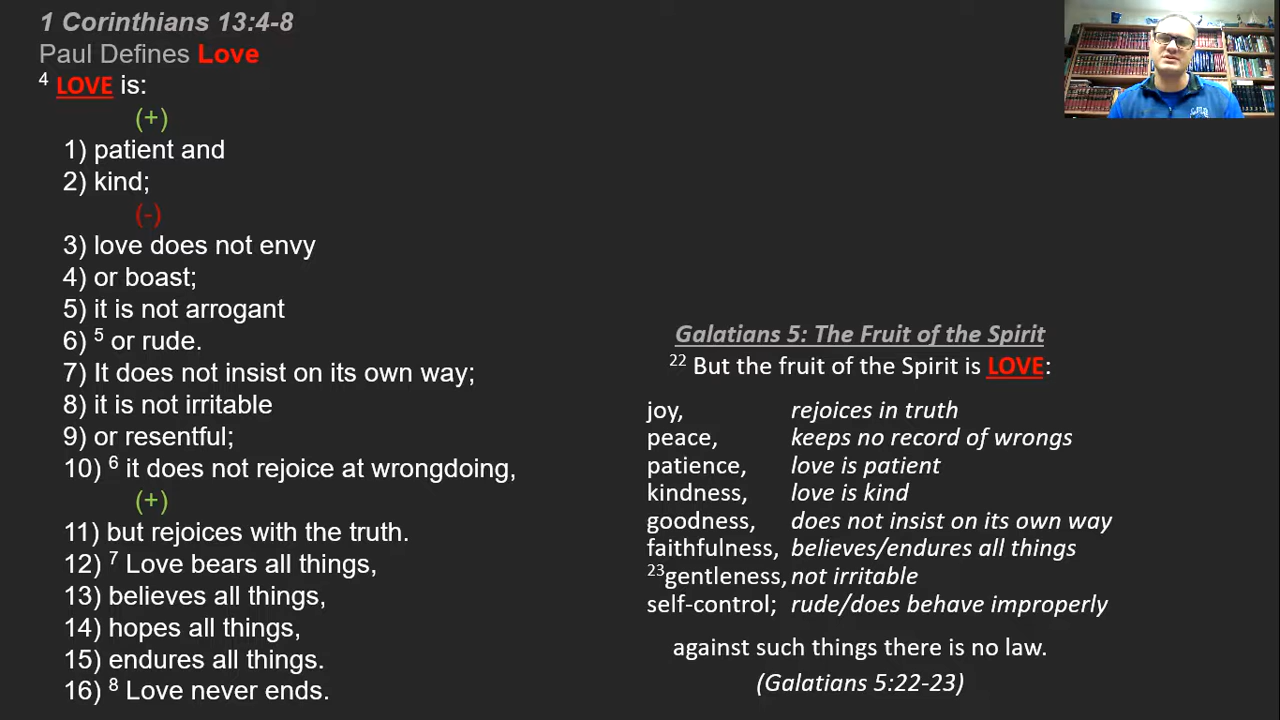 1 Corinthians 13:4-8
Paul Defines Love
4 LOVE is:
(+)
1) patient and
2) kind;
(-)
3) love does not envy
4) or boast;
5) it is not arrogant
6) 5 or rude.
7) It does not insist on its own way;
8) it is not irritable
9) or resentful;
10) 6 it does not rejoice at wrongdoing,
(+)
11) but rejoices with the truth.
12) 7 Love bears all things,
13) believes all things,
14) hopes all things,
15) endures all things.
16) 8 Love never ends.
Galatians 5: The Fruit of the Spirit
22 But the fruit of the Spirit is LOVE:
joy, rejoices in truth
peace, keeps no record of wrongs
patience, love is patient
kindness, love is kind
goodness, does not insist on its own way
faithfulness, believes/endures all things
23gentleness, not irritable
self-control; rude/does behave improperly
against such things there is no law.
(Galatians 5:22-23)